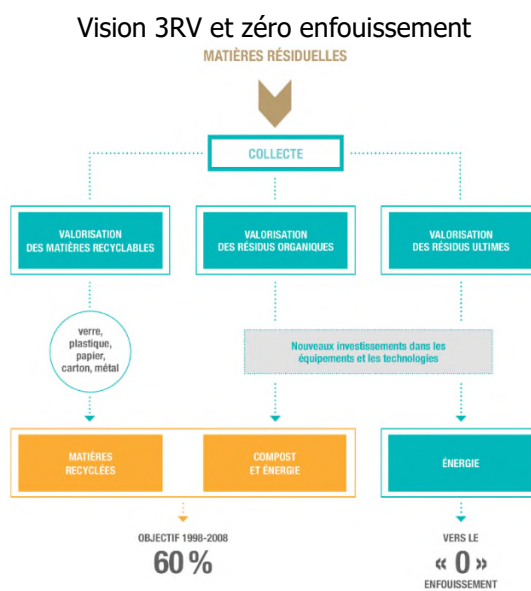 Vision 3RV et zéro enfouissement
MATIÈRES RÉSIDUELLES
COLLECTE
VALORISATION
DES MATIÈRES RECYCLABLES
VALORISATION
DES RÉSIDUS ORGANIQUES
VALORISATION
DES RÉSIDUS ULTIMES
verre,
plastique,
papier,
carton, métal
Nouveaux investissements dans les
équipements et les technologies
MATIÈRES
RECYCLÉES
COMPOST
ET ÉNERGIE
ÉNERGIE
OBJECTIF 1998-2008
60 %
VERS LE
« 0 »
ENFOUISSEMENT